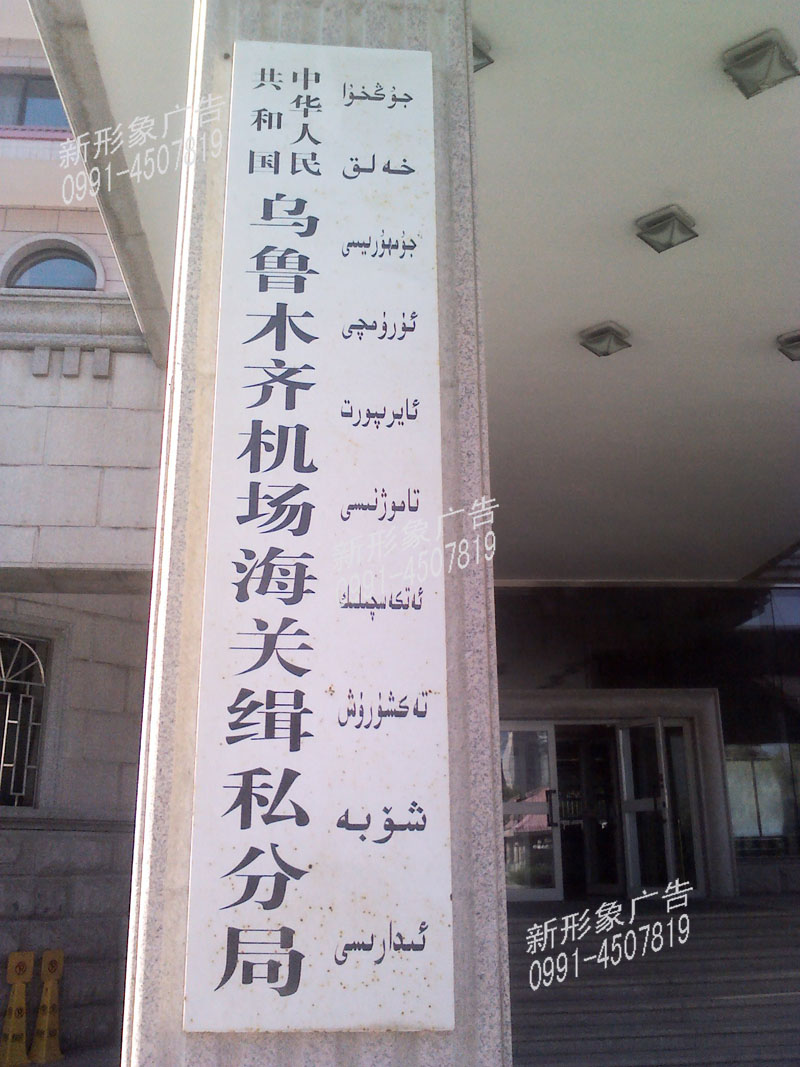 中华人民
共和国
乌鲁木齐机场海关缉私分局
جۇڭخۇا
خەلق
جۇمھۇرىيىتى
ئۈرۈمچى
ئايرىپورت
تاموژنىسى
ئەتكەسچىلىك
تەكشۈرۈش
شۆبە
ئىدارىسى
新形象广告
0991-4507819
新形象广告
0991-4507819
新形象广告
0991-4507819